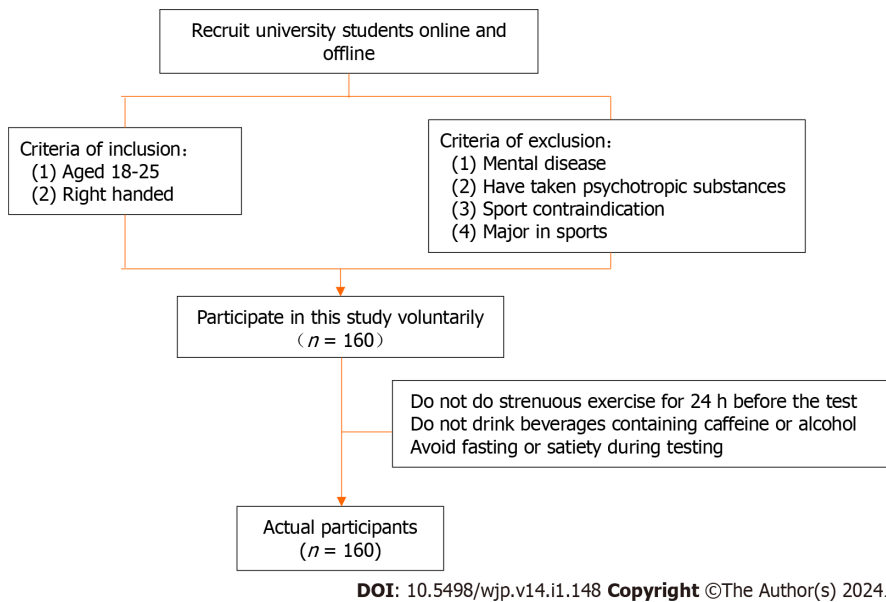 Recruit university students online and
offline
Criteria of inclusion：
(1) Aged 18-25
(2) Right handed
Criteria of exclusion：
(1) Mental disease
(2) Have taken psychotropic substances
(3) Sport contraindication
(4) Major in sports
Participate in this study voluntarily
（n = 160）
Do not do strenuous exercise for 24 h before the test
Do not drink beverages containing caffeine or alcohol
Avoid fasting or satiety during testing
Actual participants
(n = 160)
DOI: 10.5498/wjp.v14.i1.148 Copyright ©The Author(s) 2024.